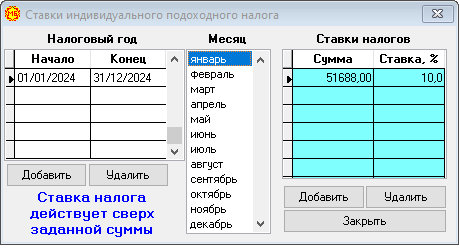 МБ
Ставки индивидуального подоходного налога
Налоговый год
Начало Конец
01/01/2024 31/12/2024
Добавить Удалить
Ставка налога
действует сверх
заданной суммы
Месяц
январь
февраль
март
апрель
май
июнь
июль
август
сентябрь
октябрь
ноябрь
декабрь
Ставки налогов
Сумма Ставка, %
51688,00 10,0
Добавить Удалить
Закрыть